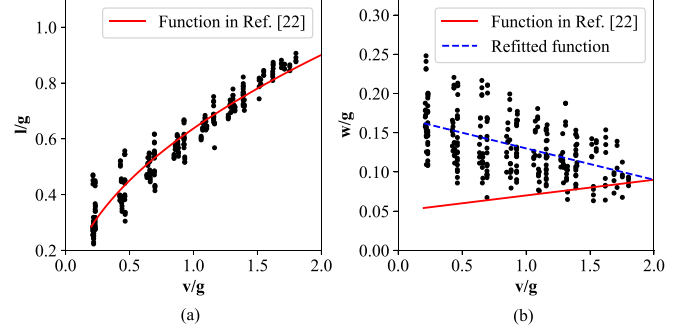 Function in Ref. [22]
1.0
0.8
0.6
0.4
0.2
l/g
0.0
0.5
1.0
1.5
2.0
v/g
(a)
Function in Ref. [22]
Refitted function
0.30
0.25
0.20
0.15
0.10
0.05
0.00
w/g
0.0
0.5
1.0
1.5
2.0
v/g
(b)